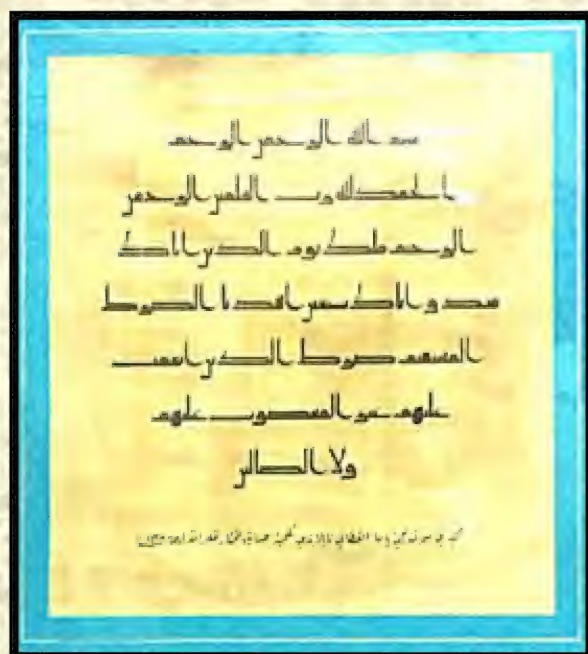 بسم الله الرحمن الرحيم
الحمد لله رب العلمين الرحمن
الرحيم ملك يوم الدين اياك
نعبد و اياك نستعين اهدنا الصرط
المستقيم صرط الذين انعمت
عليهم غير المغضوب عليهم
ولا الضالين